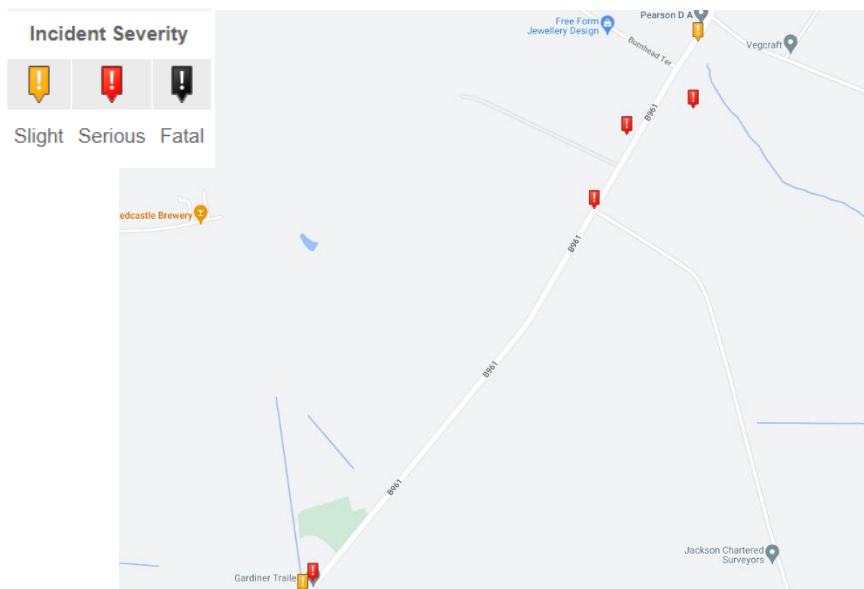 Incident Severity
Slight Serious Fatal
Free Form
Jewellery Design
Pearson D A
Burnhead Ter
Vegcraft
B961
edcastle Brewery
B961
B961
B961
Jackson Chartered
Surveyors
Gardiner Traile